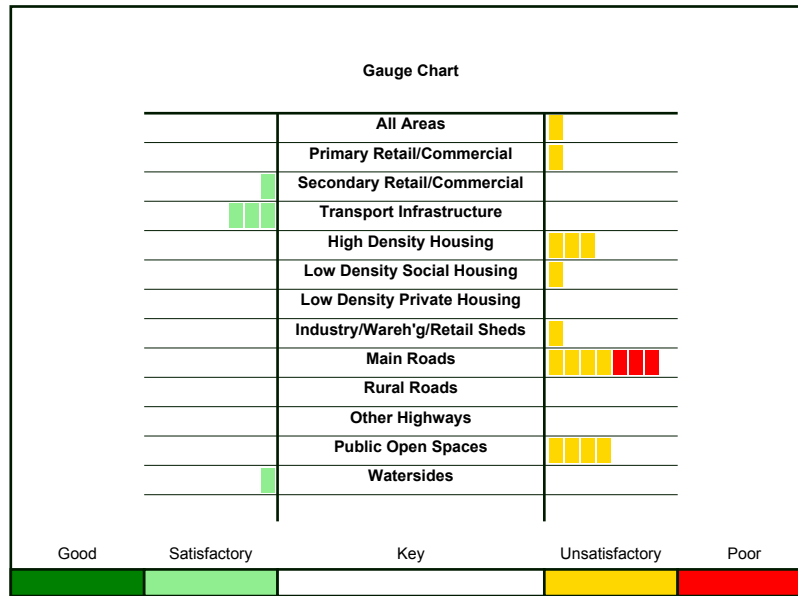 Gauge Chart
All Areas
Primary Retail/Commercial
Secondary Retail/Commercial
Transport Infrastructure
High Density Housing
Low Density Social Housing
Low Density Private Housing
Industry/Wareh'g/Retail Sheds
Main Roads
Rural Roads
Other Highways
Public Open Spaces
Watersides
Good Satisfactory Key Unsatisfactory Poor